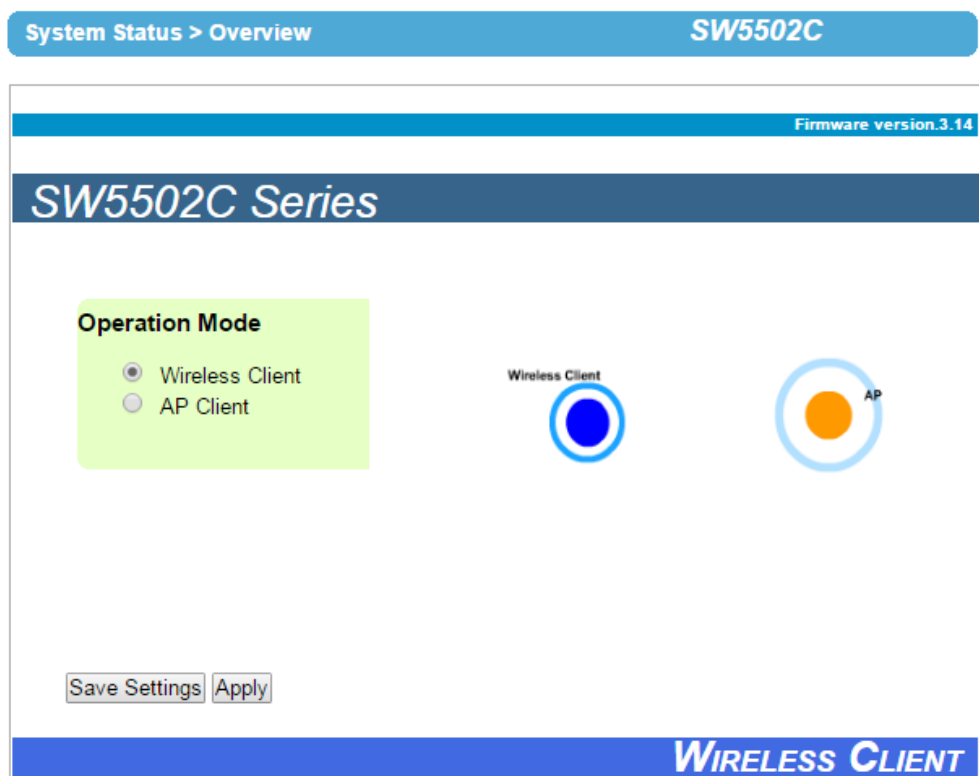 System Status > Overview
SW5502C
Firmware version.3.14
SW5502C Series
Operation Mode
Wireless Client
AP Client
Wireless Client
AP
Save Settings
Apply
WIRELESS CLIENT